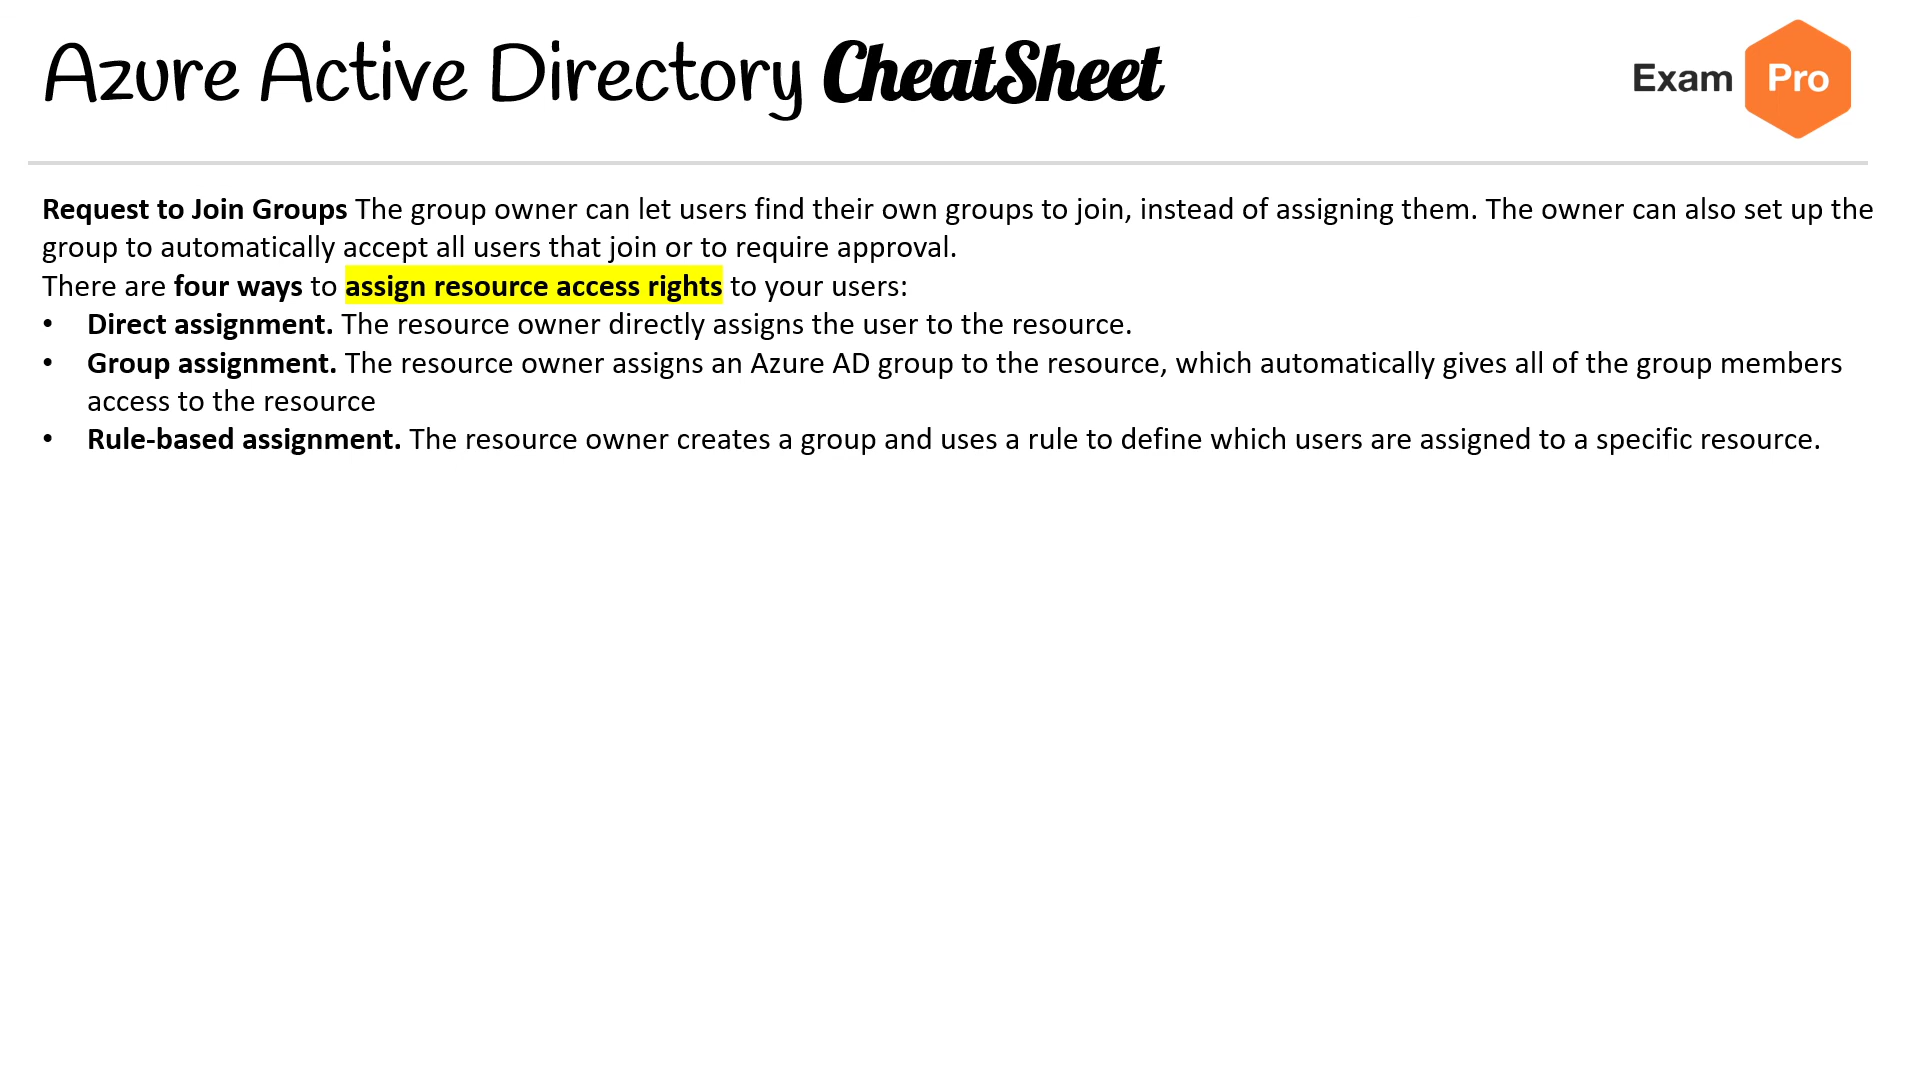 Azure Active Directory CheatSheet
Exam Pro
Request to Join Groups The group owner can let users find their own groups to join, instead of assigning them. The owner can also set up the
group to automatically accept all users that join or to require approval.
There are four ways to assign resource access rights to your users:
• Direct assignment. The resource owner directly assigns the user to the resource.
• Group assignment. The resource owner assigns an Azure AD group to the resource, which automatically gives all of the group members
access to the resource
• Rule-based assignment. The resource owner creates a group and uses a rule to define which users are assigned to a specific resource.